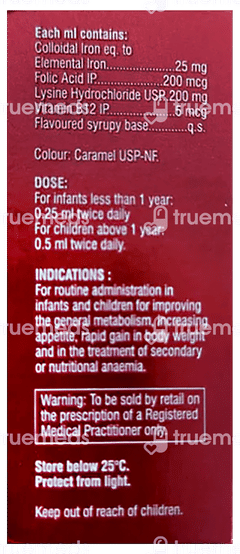 Each ml contains:
Colloidal Iron eq. to
Elemental Iron......................25 mg
Folic Acid IP....................200 mcg
Lysine Hydrochloride USP 200 mg
Vitamin B12 IP...................5 mcg
Flavoured syrupy base............q.s.
Colour: Caramel USP-NF.
DOSE:
For infants less than 1 year:
0.25 ml twice daily
For children above 1 year:
0.5 ml twice daily.
INDICATIONS :
For routine administration in
infants and children for improving
the general metabolism, increasing
appetite, rapid gain in body weight
and in the treatment of secondary
or nutritional anaemia.
Warning: To be sold by retail on
the prescription of a Registered
Medical Practitioner only.
Store below 25°C.
Protect from light.
Keep out of reach of children.
truemeds
truemeds
truemeds
truemeds